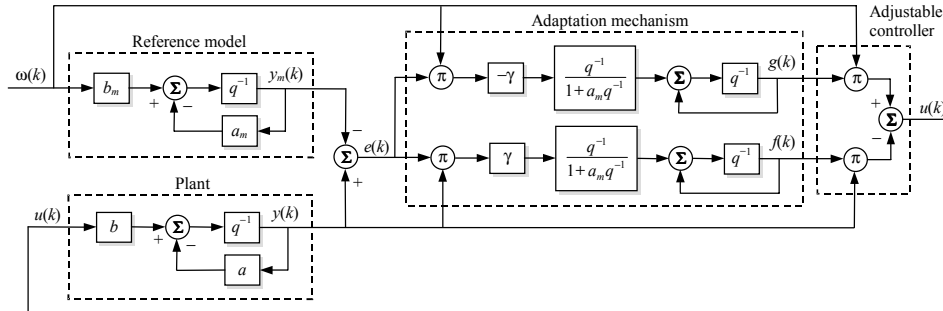 Adaptation mechanism
Adjustable
controller
Reference model
ω(k)
b_m
+
Σ
−
q⁻¹
y_m(k)
a_m
π
−γ
q⁻¹
1 + a_m q⁻¹
Σ
q⁻¹
g(k)
π
+
Σ
−
u(k)
−
Σ
+
e(k)
π
γ
q⁻¹
1 + a_m q⁻¹
Σ
q⁻¹
f(k)
π
Plant
u(k)
b
+
Σ
−
q⁻¹
y(k)
a